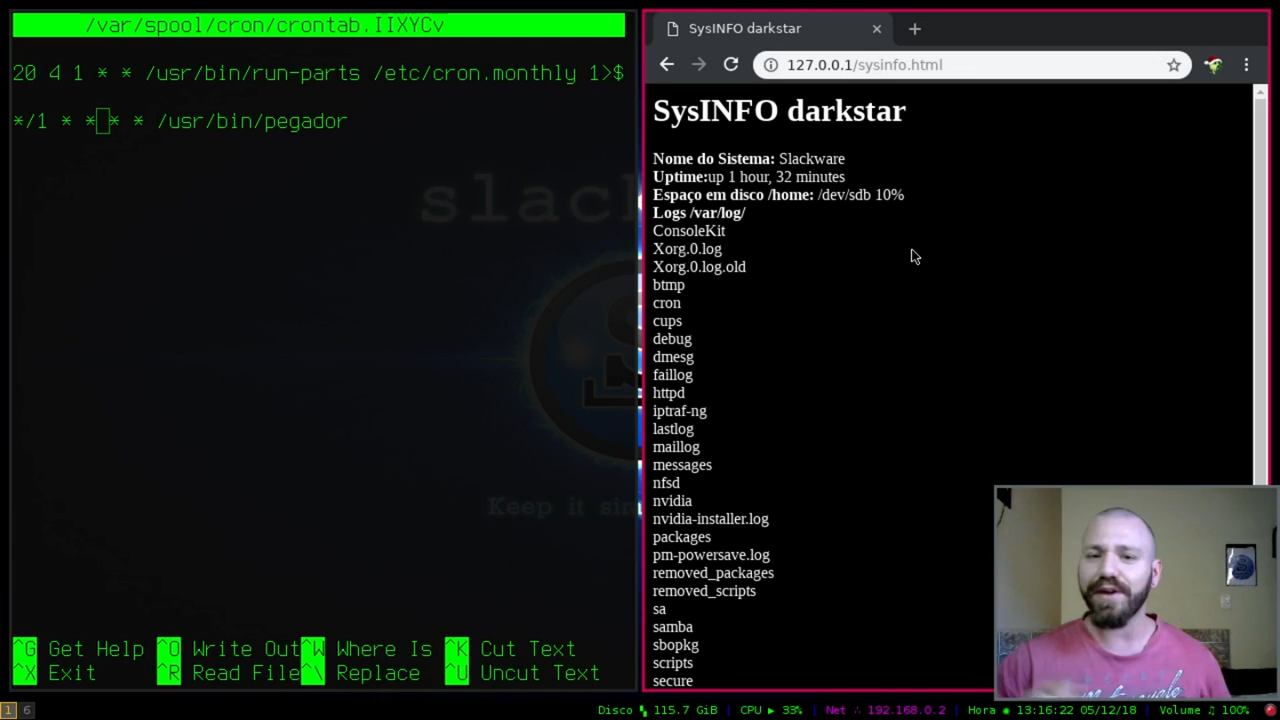 /var/spool/cron/crontab.IIXYCv
20 4 1 * * /usr/bin/run-parts /etc/cron.monthly 1>$
*/1 * * * * /usr/bin/pegador
slac
Keep it sim
^G Get Help ^O Write Out ^W Where Is ^K Cut Text
^X Exit ^R Read File ^\ Replace ^U Uncut Text
SysINFO darkstar
127.0.0.1/sysinfo.html
SysINFO darkstar
Nome do Sistema: Slackware
Uptime:up 1 hour, 32 minutes
Espaço em disco /home: /dev/sdb 10%
Logs /var/log/
ConsoleKit
Xorg.0.log
Xorg.0.log.old
btmp
cron
cups
debug
dmesg
faillog
httpd
iptraf-ng
lastlog
maillog
messages
nfsd
nvidia
nvidia-installer.log
packages
pm-powersave.log
removed_packages
removed_scripts
sa
samba
sbopkg
scripts
secure
1 6
Disco 115.7 GiB | CPU ▶ 33% | Net ∴ 192.168.0.2 | Hora ◉ 13:16:22 05/12/18 | Volume ♫ 100%